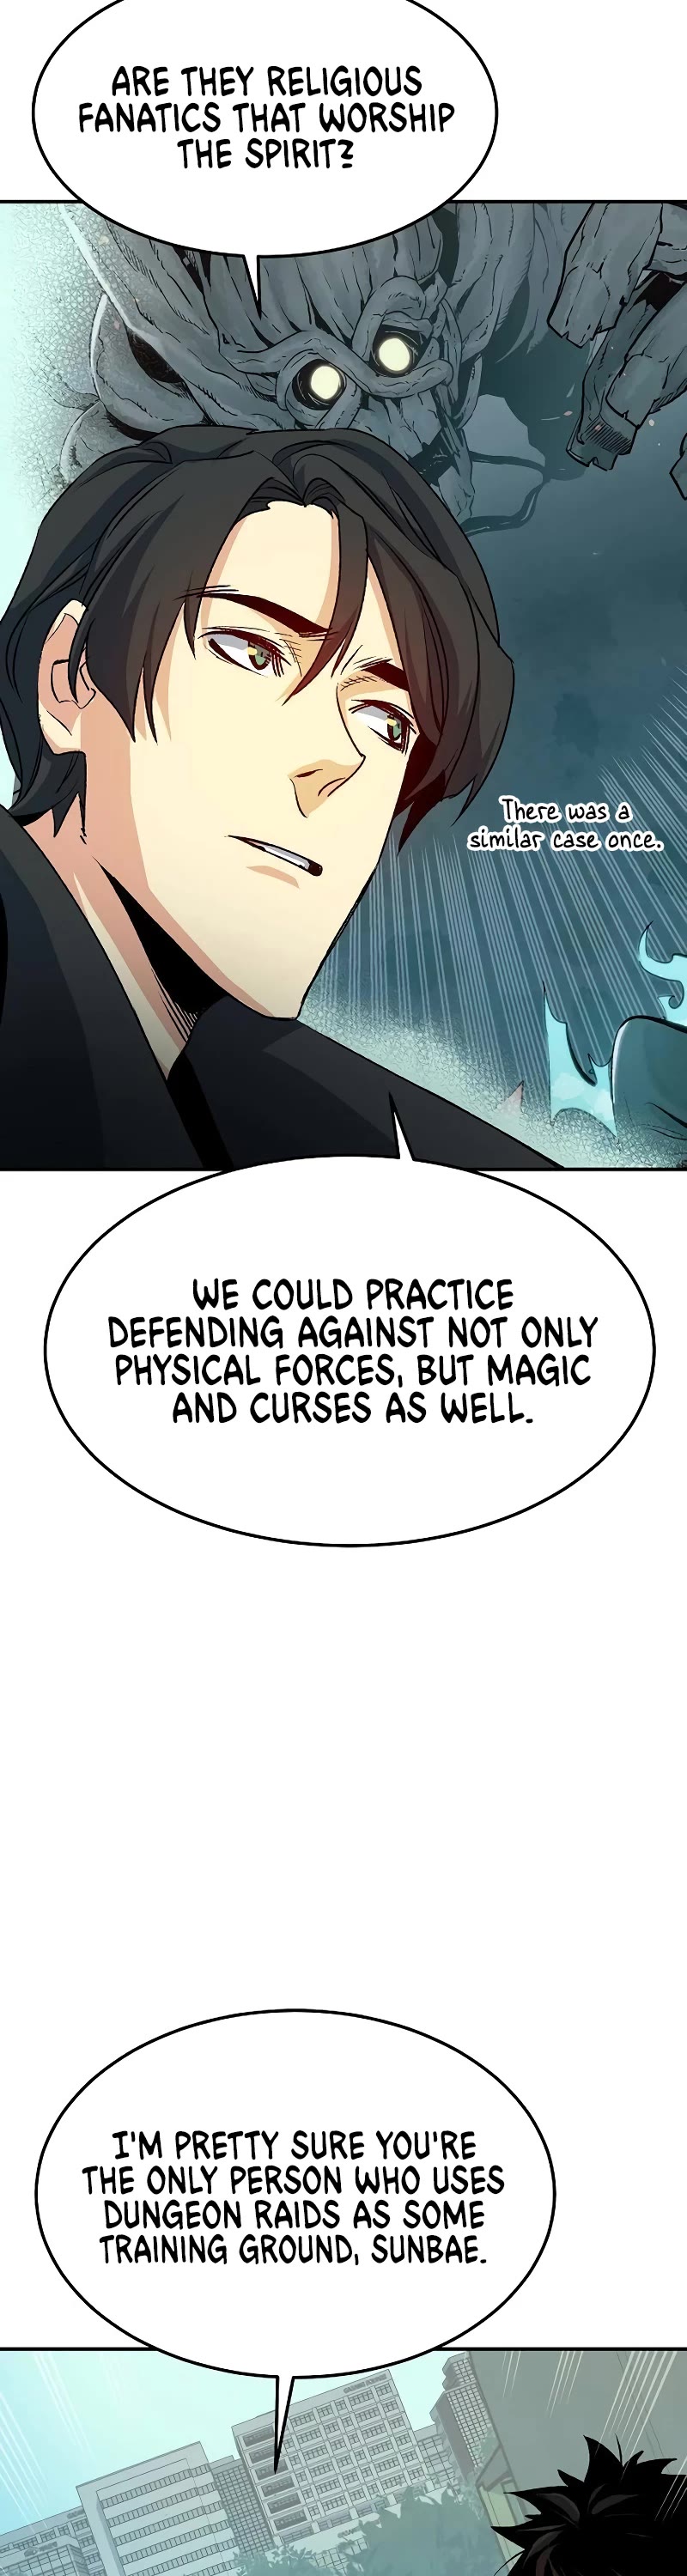 ARE THEY RELIGIOUS
FANATICS THAT WORSHIP
THE SPIRIT?
There was a
similar case once.
WE COULD PRACTICE
DEFENDING AGAINST NOT ONLY
PHYSICAL FORCES, BUT MAGIC
AND CURSES AS WELL.
I'M PRETTY SURE YOU'RE
THE ONLY PERSON WHO USES
DUNGEON RAIDS AS SOME
TRAINING GROUND, SUNBAE.